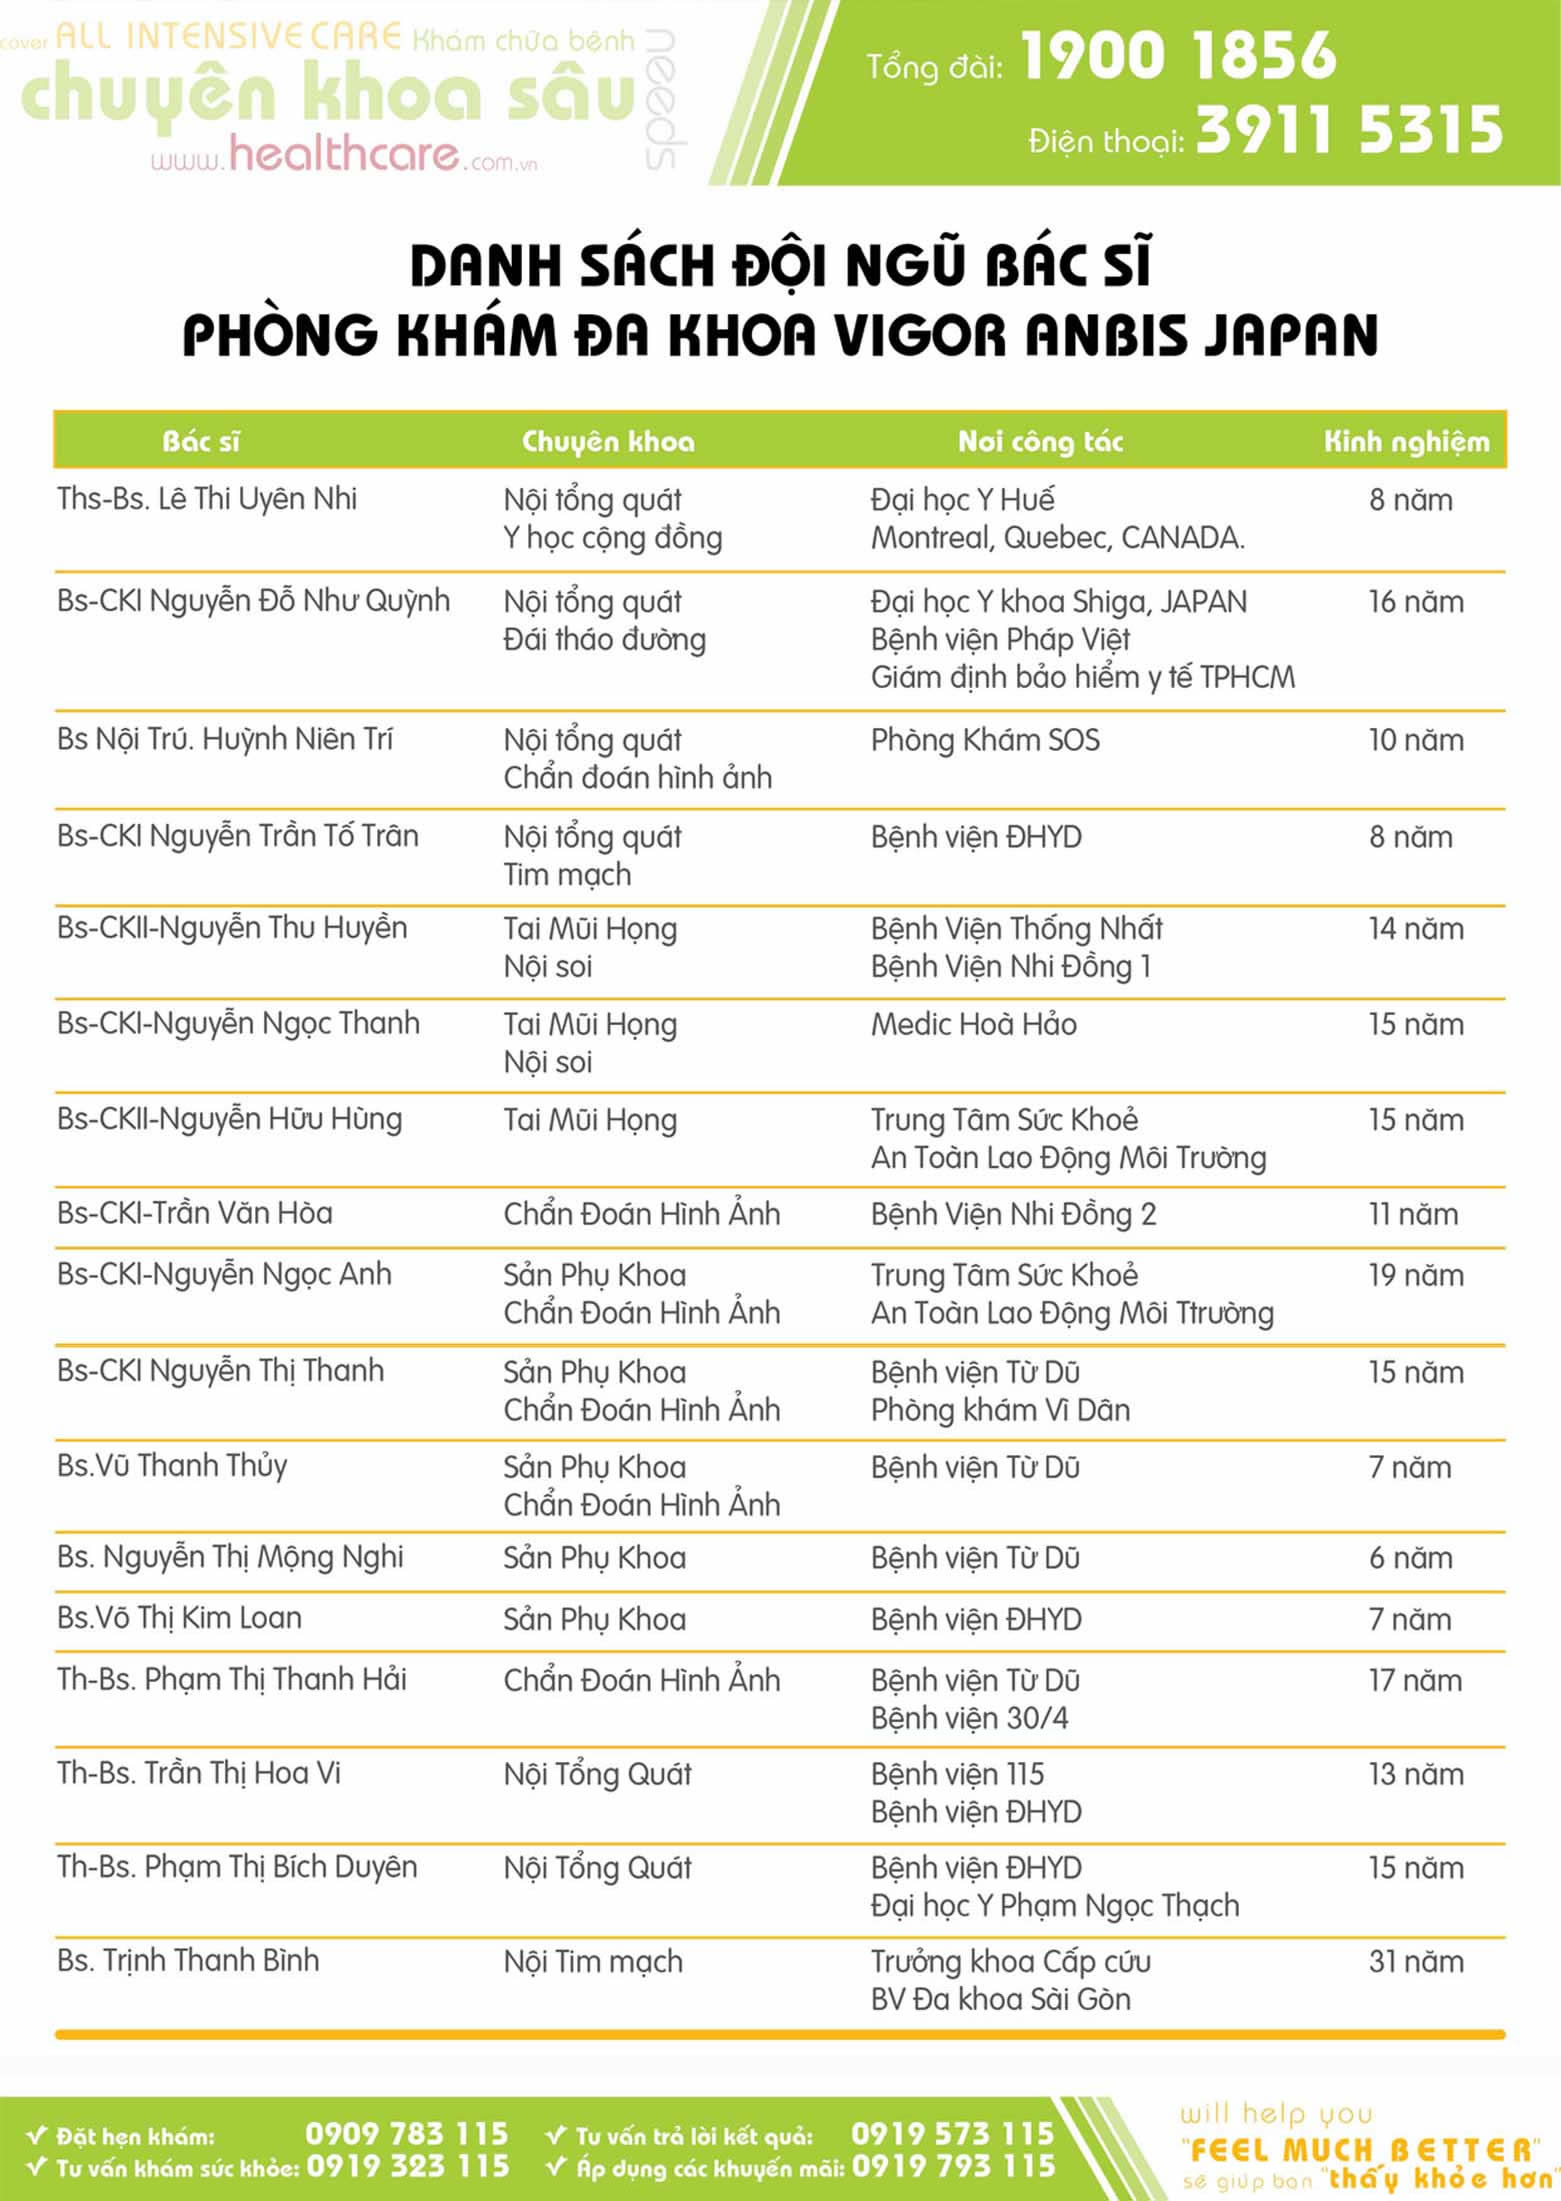 cover ALL INTENSIVE CARE Khám chữa bệnh
chuyên khoa sâu
needs
www.healthcare.com.vn
Tổng đài: 1900 1856
Điện thoại: 3911 5315
DANH SÁCH ĐỘI NGŨ BÁC SĨ
PHÒNG KHÁM ĐA KHOA VIGOR ANBIS JAPAN
Bác sĩ Chuyên khoa Nơi công tác Kinh nghiệm
Ths-Bs. Lê Thi Uyên Nhi Nội tổng quát Đại học Y Huế 8 năm
Y học cộng đồng Montreal, Quebec, CANADA.
Bs-CKI Nguyễn Đỗ Như Quỳnh Nội tổng quát Đại học Y khoa Shiga, JAPAN 16 năm
Đái tháo đường Bệnh viện Pháp Việt
Giám định bảo hiểm y tế TPHCM
Bs Nội Trú. Huỳnh Niên Trí Nội tổng quát Phòng Khám SOS 10 năm
Chẩn đoán hình ảnh
Bs-CKI Nguyễn Trần Tố Trân Nội tổng quát Bệnh viện ĐHYD 8 năm
Tim mạch
Bs-CKII-Nguyễn Thu Huyền Tai Mũi Họng Bệnh Viện Thống Nhất 14 năm
Nội soi Bệnh Viện Nhi Đồng 1
Bs-CKI-Nguyễn Ngọc Thanh Tai Mũi Họng Medic Hoà Hảo 15 năm
Nội soi
Bs-CKII-Nguyễn Hữu Hùng Tai Mũi Họng Trung Tâm Sức Khoẻ 15 năm
An Toàn Lao Động Môi Trường
Bs-CKI-Trần Văn Hòa Chẩn Đoán Hình Ảnh Bệnh Viện Nhi Đồng 2 11 năm
Bs-CKI-Nguyễn Ngọc Anh Sản Phụ Khoa Trung Tâm Sức Khoẻ 19 năm
Chẩn Đoán Hình Ảnh An Toàn Lao Động Môi Ttrường
Bs-CKI Nguyễn Thị Thanh Sản Phụ Khoa Bệnh viện Từ Dũ 15 năm
Chẩn Đoán Hình Ảnh Phòng khám Vì Dân
Bs.Vũ Thanh Thủy Sản Phụ Khoa Bệnh viện Từ Dũ 7 năm
Chẩn Đoán Hình Ảnh
Bs. Nguyễn Thị Mộng Nghi Sản Phụ Khoa Bệnh viện Từ Dũ 6 năm
Bs.Võ Thị Kim Loan Sản Phụ Khoa Bệnh viện ĐHYD 7 năm
Th-Bs. Phạm Thị Thanh Hải Chẩn Đoán Hình Ảnh Bệnh viện Từ Dũ 17 năm
Bệnh viện 30/4
Th-Bs. Trần Thị Hoa Vi Nội Tổng Quát Bệnh viện 115 13 năm
Bệnh viện ĐHYD
Th-Bs. Phạm Thị Bích Duyên Nội Tổng Quát Bệnh viện ĐHYD 15 năm
Đại học Y Phạm Ngọc Thạch
Bs. Trịnh Thanh Bình Nội Tim mạch Trưởng khoa Cấp cứu 31 năm
BV Đa khoa Sài Gòn
Đặt hẹn khám: 0909 783 115 Tư vấn trả lời kết quả: 0919 573 115
Tư vấn khám sức khỏe: 0919 323 115 Áp dụng các khuyến mãi: 0919 793 115
will help you
"FEEL MUCH BETTER"
sẽ giúp bạn "thấy khỏe hơn"